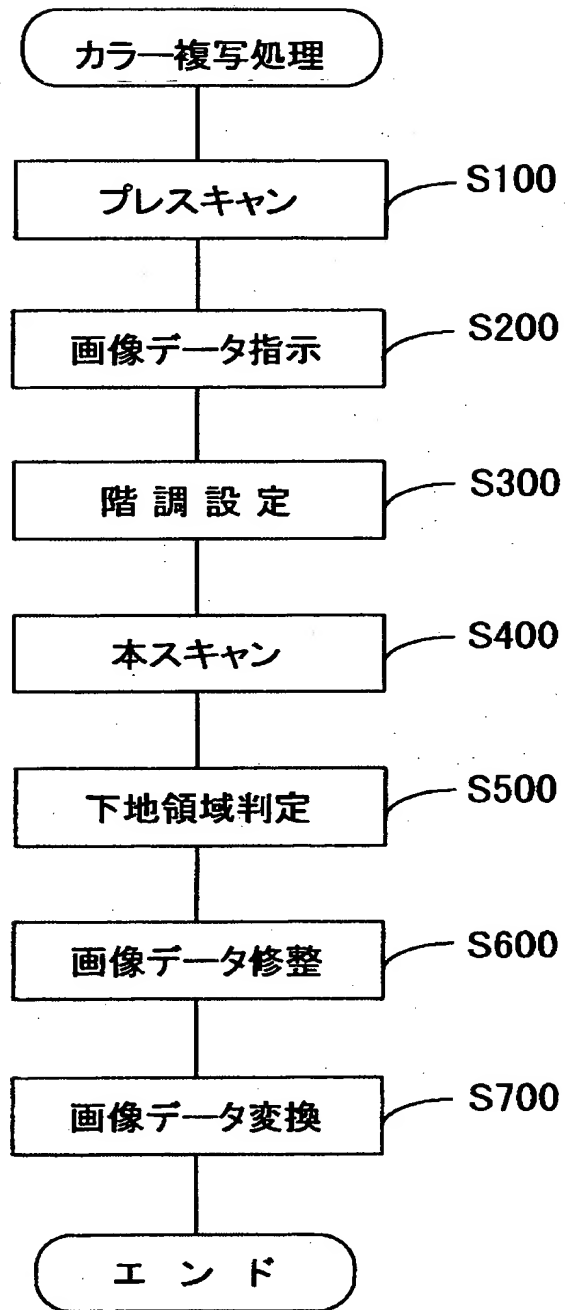 カラー複写処理
プレスキャン
S100
画像データ指示
S200
階調設定
S300
本スキャン
S400
下地領域判定
S500
画像データ修整
S600
画像データ変換
S700
エンド